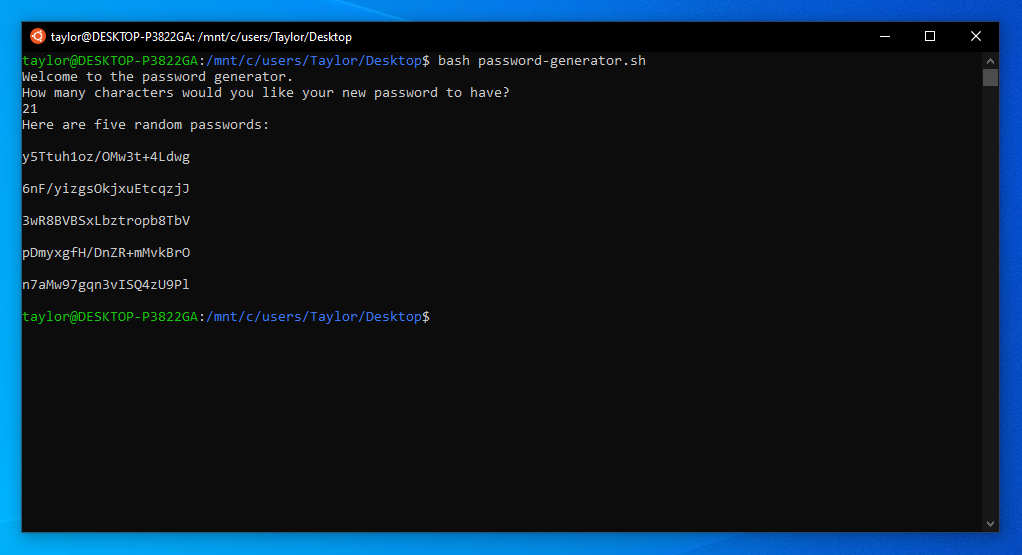 taylor@DESKTOP-P3822GA: /mnt/c/users/Taylor/Desktop
taylor@DESKTOP-P3822GA:/mnt/c/users/Taylor/Desktop$ bash password-generator.sh
Welcome to the password generator.
How many characters would you like your new password to have?
21
Here are five random passwords:
y5Ttuh1oz/OMw3t+4Ldwg
6nF/yizgsOkjxuEtcqzjJ
3wR8BVBSxLbztropb8TbV
pDmyxgfH/DnZR+mMvkBrO
n7aMw97gqn3vISQ4zU9Pl
taylor@DESKTOP-P3822GA:/mnt/c/users/Taylor/Desktop$